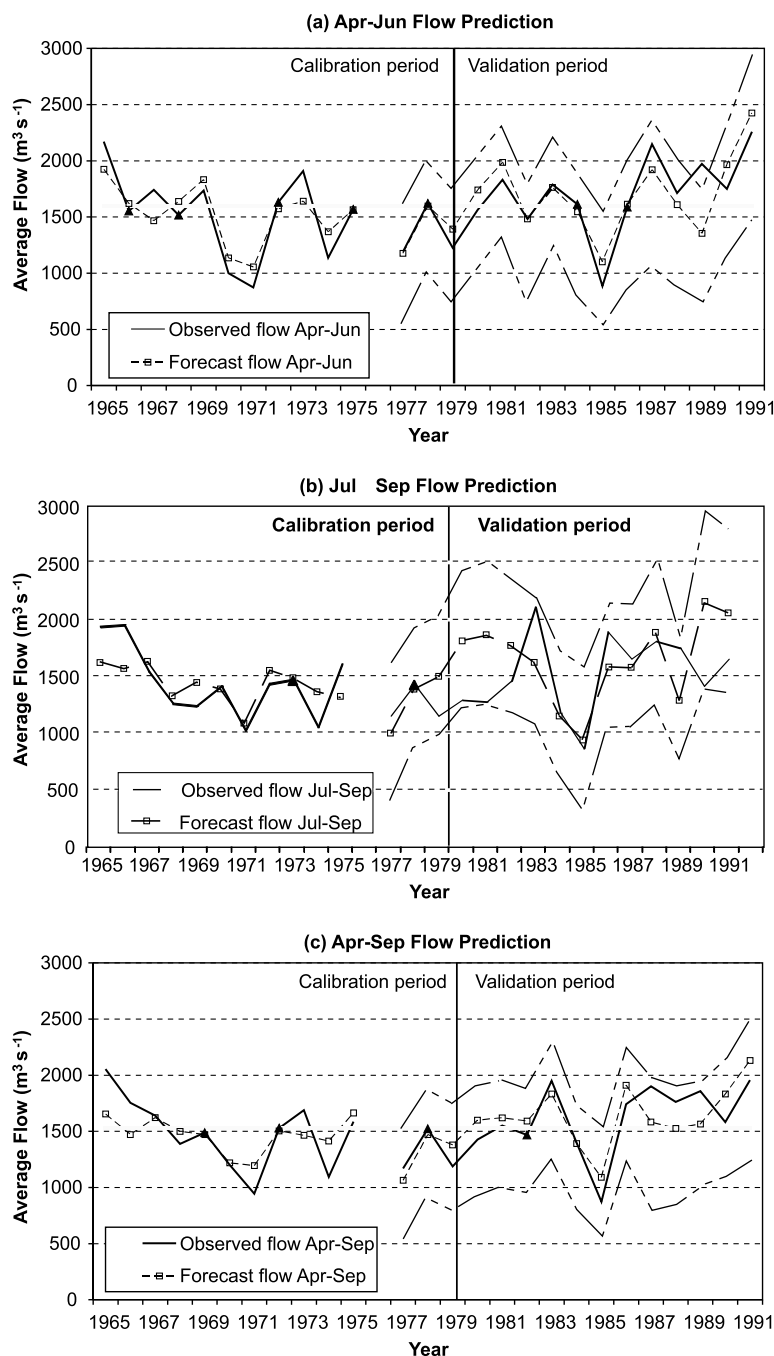 (a) Apr-Jun Flow Prediction
3000
Calibration period
Validation period
2500
2000
1500
1000
500
0
Average Flow (m³ s⁻¹)
Observed flow Apr-Jun
Forecast flow Apr-Jun
1965 1967 1969 1971 1973 1975 1977 1979 1981 1983 1985 1987 1989 1991
Year
(b) Jul Sep Flow Prediction
3000
Calibration period
Validation period
2500
2000
1500
1000
500
0
Average Flow (m³ s⁻¹)
Observed flow Jul-Sep
Forecast flow Jul-Sep
1965 1967 1969 1971 1973 1975 1977 1979 1981 1983 1985 1987 1989 1991
Year
(c) Apr-Sep Flow Prediction
3000
Calibration period
Validation period
2500
2000
1500
1000
500
0
Average Flow (m³ s⁻¹)
Observed flow Apr-Sep
Forecast flow Apr-Sep
1965 1967 1969 1971 1973 1975 1977 1979 1981 1983 1985 1987 1989 1991
Year